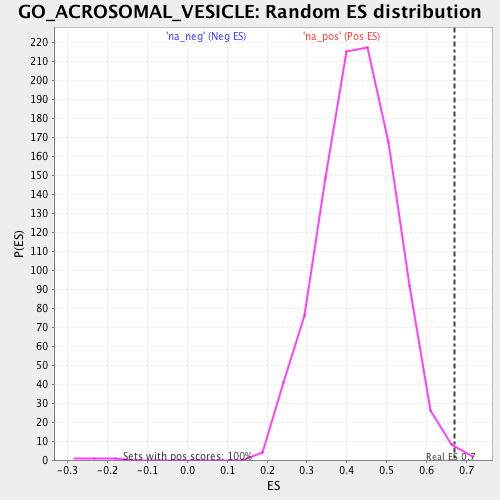 GO_ACROSOMAL_VESICLE: Random ES distribution
'na_neg' (Neg ES)
'na_pos' (Pos ES)
220
210
200
190
180
170
160
150
140
130
120
110
100
90
80
70
60
50
40
30
20
10
0
P(ES)
Sets with pos scores: 100%
Real ES 0.7
-0.3 -0.2 -0.1 0.0 0.1 0.2 0.3 0.4 0.5 0.6 0.7
ES